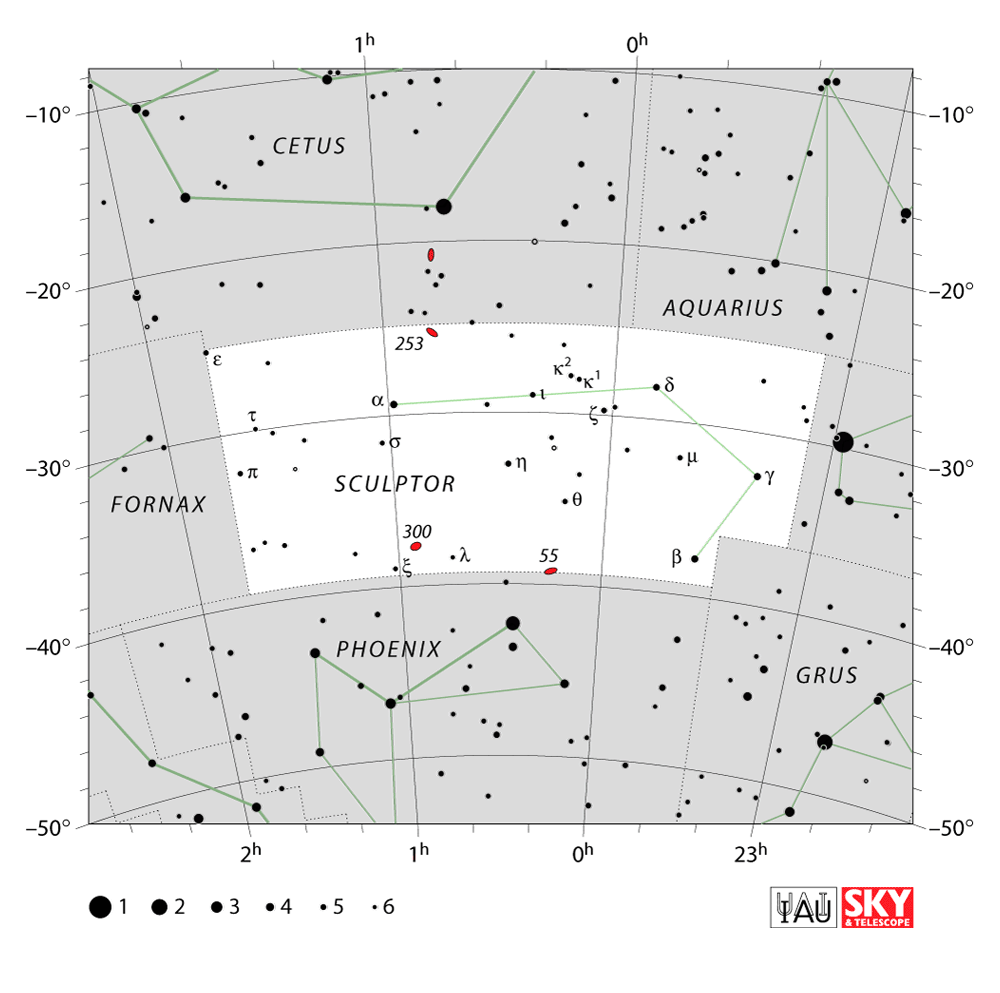 1ʰ 0ʰ
–10° –10°
CETUS
–20° –20°
AQUARIUS
253
ε κ² κ¹ δ
α ι
τ ζ
σ
–30° π η μ γ –30°
SCULPTOR
FORNAX θ
300
ξ λ 55 β
–40° PHOENIX –40°
GRUS
–50° –50°
2ʰ 1ʰ 0ʰ 23ʰ
1 2 3 4 5 6
IAU SKY
& TELESCOPE